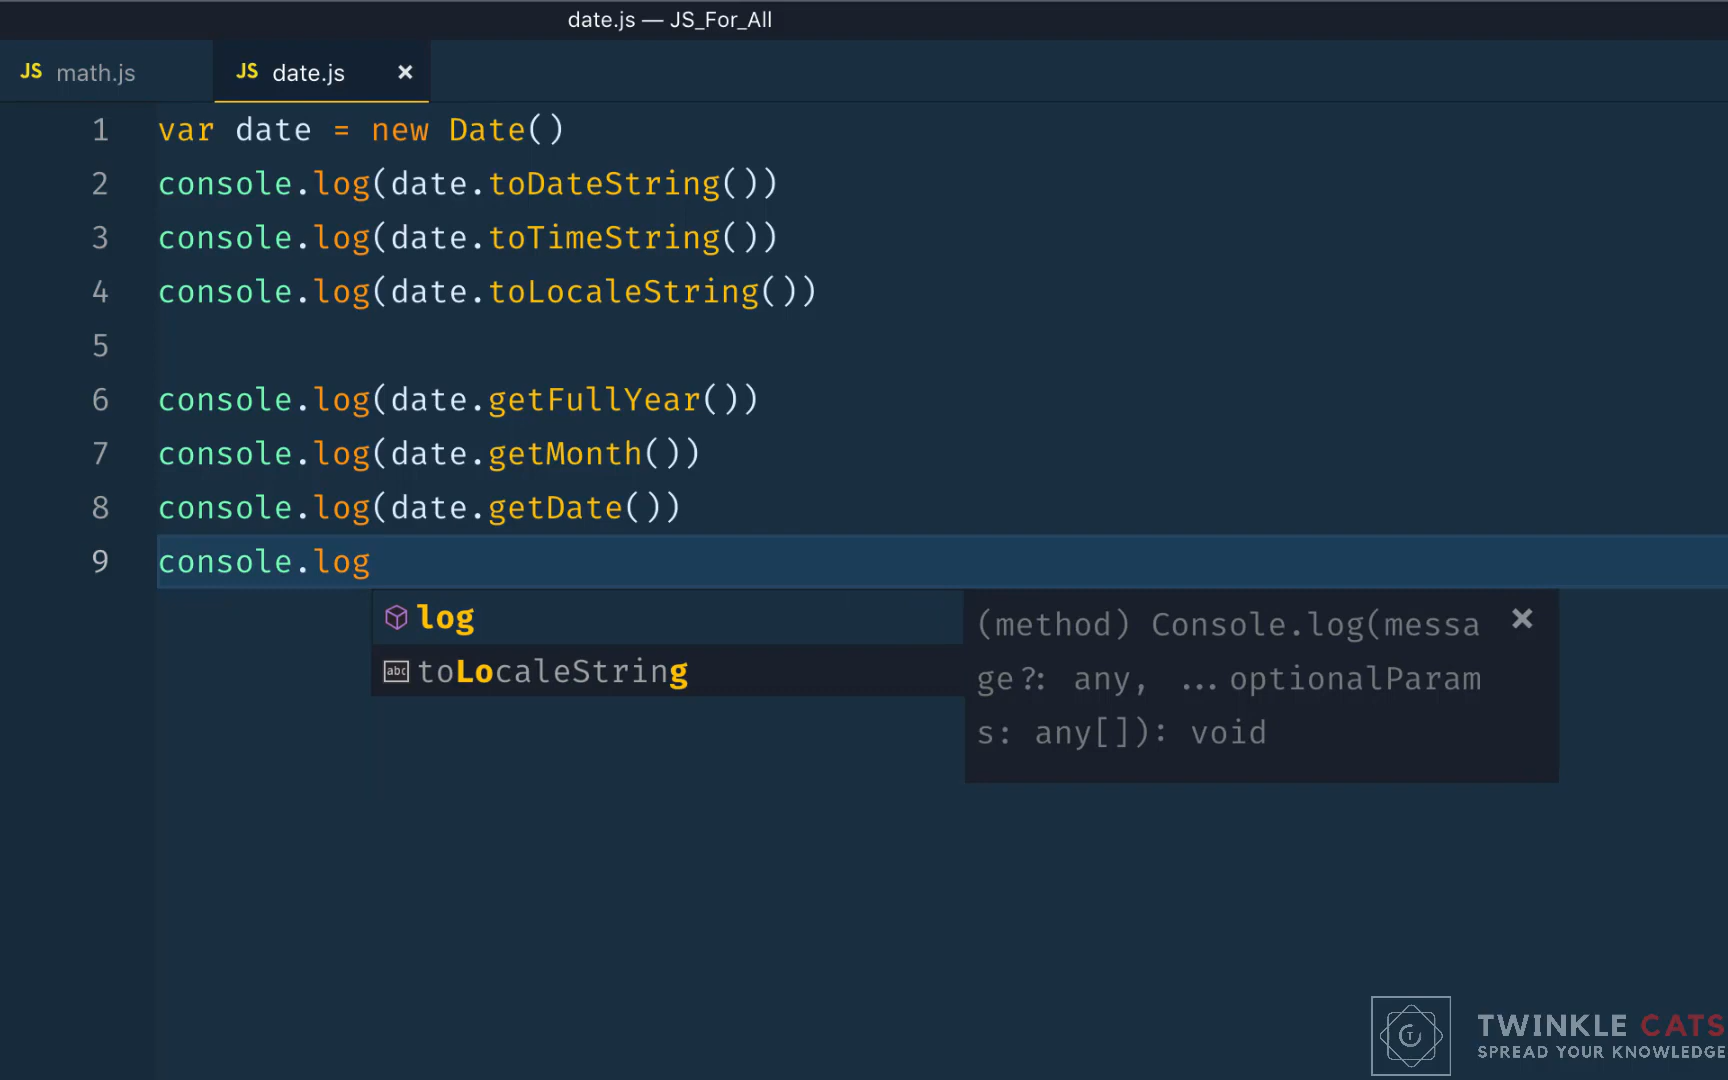 date.js — JS_For_All
JS math.js
JS date.js ×
1 var date = new Date()
2 console.log(date.toDateString())
3 console.log(date.toTimeString())
4 console.log(date.toLocaleString())
5
6 console.log(date.getFullYear())
7 console.log(date.getMonth())
8 console.log(date.getDate())
9 console.log
log
abc toLocaleString
(method) Console.log(messa
ge?: any, ...optionalParam
s: any[]): void
TWINKLE CATS
SPREAD YOUR KNOWLEDGE